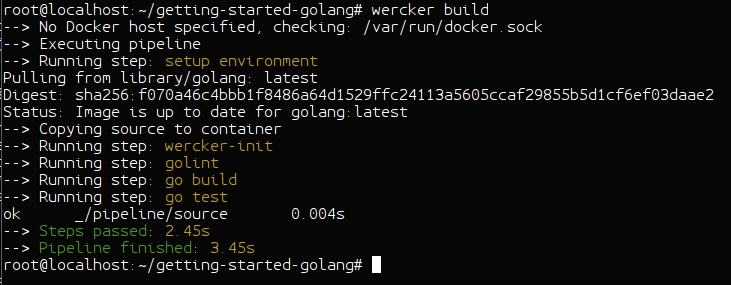 root@localhost:~/getting-started-golang# wercker build
--> No Docker host specified, checking: /var/run/docker.sock
--> Executing pipeline
--> Running step: setup environment
Pulling from library/golang: latest
Digest: sha256:f070a46c4bbb1f8486a64d1529ffc24113a5605ccaf29855b5d1cf6ef03daae2
Status: Image is up to date for golang:latest
--> Copying source to container
--> Running step: wercker-init
--> Running step: golint
--> Running step: go build
--> Running step: go test
ok      _/pipeline/source       0.004s
--> Steps passed: 2.45s
--> Pipeline finished: 3.45s
root@localhost:~/getting-started-golang#